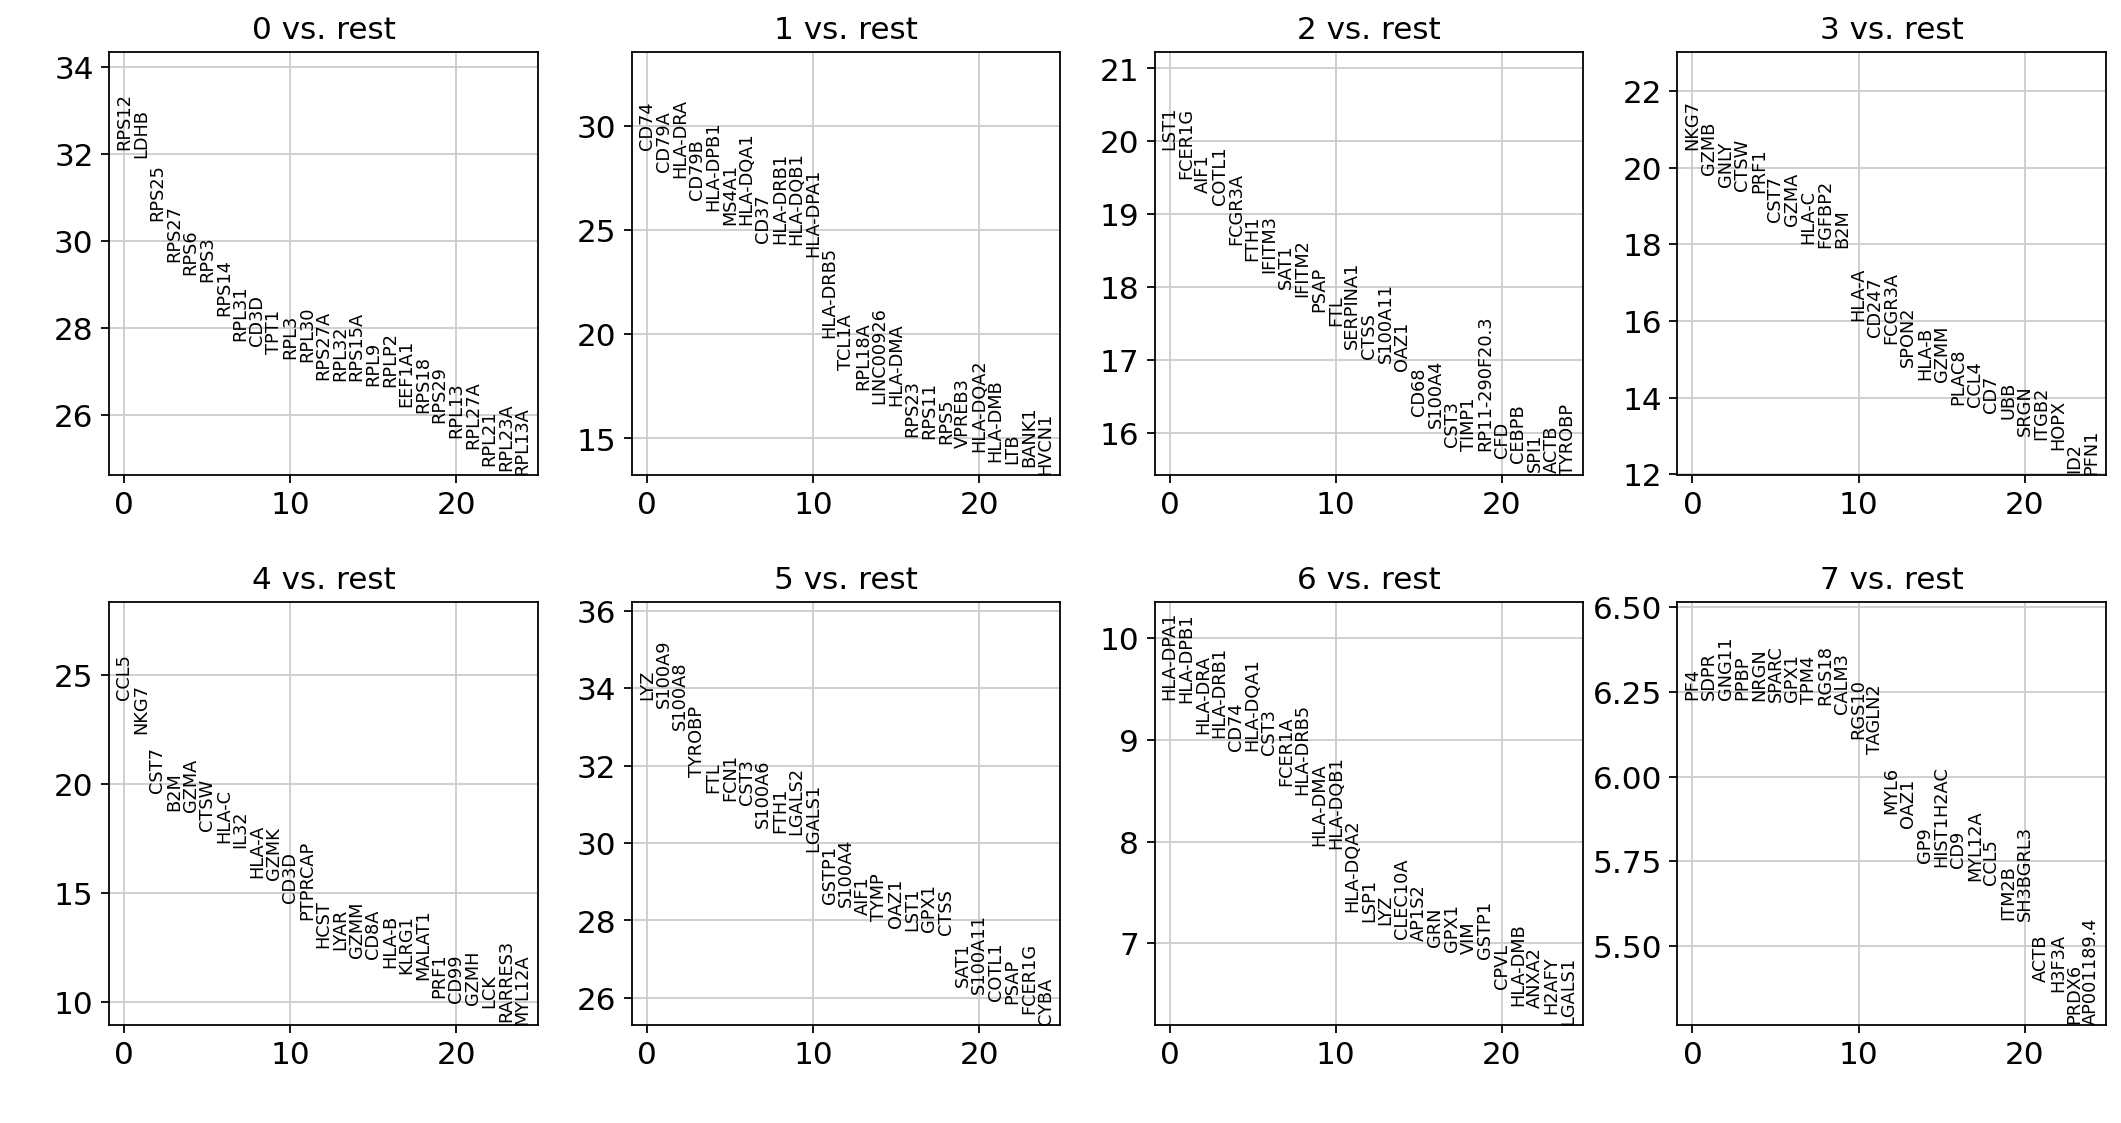 0 vs. rest
34
32
30
28
26
0
10
20
RPS12
LDHB
RPS25
RPS27
RPS6
RPS3
RPS14
RPL31
CD3D
TPT1
RPL3
RPL30
RPS27A
RPL32
RPS15A
RPL9
RPLP2
EEF1A1
RPS18
RPS29
RPL13
RPL27A
RPL21
RPL23A
RPL13A
1 vs. rest
30
25
20
15
0
10
20
CD74
CD79A
HLA-DRA
CD79B
HLA-DPB1
MS4A1
HLA-DQA1
CD37
HLA-DRB1
HLA-DQB1
HLA-DPA1
HLA-DRB5
TCL1A
RPL18A
LINC00926
HLA-DMA
RPS23
RPS11
RPS5
VPREB3
HLA-DQA2
HLA-DMB
LTB
BANK1
HVCN1
2 vs. rest
21
20
19
18
17
16
0
10
20
LST1
FCER1G
AIF1
COTL1
FCGR3A
FTH1
IFITM3
SAT1
IFITM2
PSAP
FTL
SERPINA1
CTSS
S100A11
OAZ1
CD68
S100A4
CST3
TIMP1
RP11-290F20.3
CFD
CEBPB
SPI1
ACTB
TYROBP
3 vs. rest
22
20
18
16
14
12
0
10
20
NKG7
GZMB
GNLY
CTSW
PRF1
CST7
GZMA
HLA-C
FGFBP2
B2M
HLA-A
CD247
FCGR3A
SPON2
HLA-B
GZMM
PLAC8
CCL4
CD7
UBB
SRGN
ITGB2
HOPX
ID2
PFN1
4 vs. rest
25
20
15
10
0
10
20
CCL5
NKG7
CST7
B2M
GZMA
CTSW
HLA-C
IL32
HLA-A
GZMK
CD3D
PTPRCAP
HCST
LYAR
GZMM
CD8A
HLA-B
KLRG1
MALAT1
PRF1
CD99
GZMH
LCK
RARRES3
MYL12A
5 vs. rest
36
34
32
30
28
26
0
10
20
LYZ
S100A9
S100A8
TYROBP
FTL
FCN1
CST3
S100A6
FTH1
LGALS2
LGALS1
GSTP1
S100A4
AIF1
TYMP
OAZ1
LST1
GPX1
CTSS
SAT1
S100A11
COTL1
PSAP
FCER1G
CYBA
6 vs. rest
10
9
8
7
0
10
20
HLA-DPA1
HLA-DPB1
HLA-DRA
HLA-DRB1
CD74
HLA-DQA1
CST3
FCER1A
HLA-DRB5
HLA-DMA
HLA-DQB1
HLA-DQA2
LSP1
LYZ
CLEC10A
AP1S2
GRN
GPX1
VIM
GSTP1
CPVL
HLA-DMB
ANXA2
H2AFY
LGALS1
7 vs. rest
6.50
6.25
6.00
5.75
5.50
0
10
20
PF4
SDPR
GNG11
PPBP
NRGN
SPARC
GPX1
TPM4
RGS18
CALM3
RGS10
TAGLN2
MYL6
OAZ1
GP9
HIST1H2AC
CD9
MYL12A
CCL5
ITM2B
SH3BGRL3
ACTB
H3F3A
PRDX6
AP001189.4